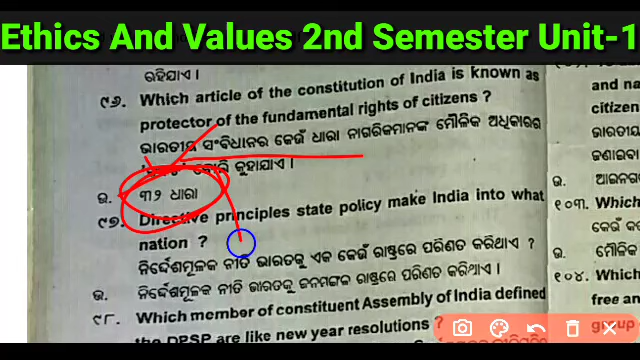 Ethics And Values 2nd Semester Unit-1
ରହିଯାଏ ।
୯୬. Which article of the constitution of India is known as
protector of the fundamental rights of citizens ?
ଭାରତୀୟ ସଂବିଧାନର କେଉଁ ଧାରା ନାଗରିକମାନଙ୍କ ମୌଳିକ ଅଧିକାରର
ବୋଲି କୁହାଯାଏ ।
ଉ. ୩୨ ଧାରା
୯୭. Directive principles state policy make India into what
nation ?
ନିର୍ଦ୍ଦେଶମୂଳକ ନୀତି ଭାରତକୁ ଏକ କେଉଁ ରାଷ୍ଟ୍ରରେ ପରିଣତ କରିଥାଏ ?
ଉ. ନିର୍ଦ୍ଦେଶମୂଳକ ନୀତି ଭାରତକୁ ଜନମଙ୍ଗଳ ରାଷ୍ଟ୍ରରେ ପରିଣତ କରିଥାଏ ।
୯୮. Which member of constituent Assembly of India defined
the DPSP are like new year resolutions ?
and na
citizen
ଭାରତୀୟ
ଜଣାଇବା
ଉ. ଆଇନଗ
୧୦୩. Which
କେଉଁ
ଉ. ମୌଳିକ
୧୦୪. Which
free an
group